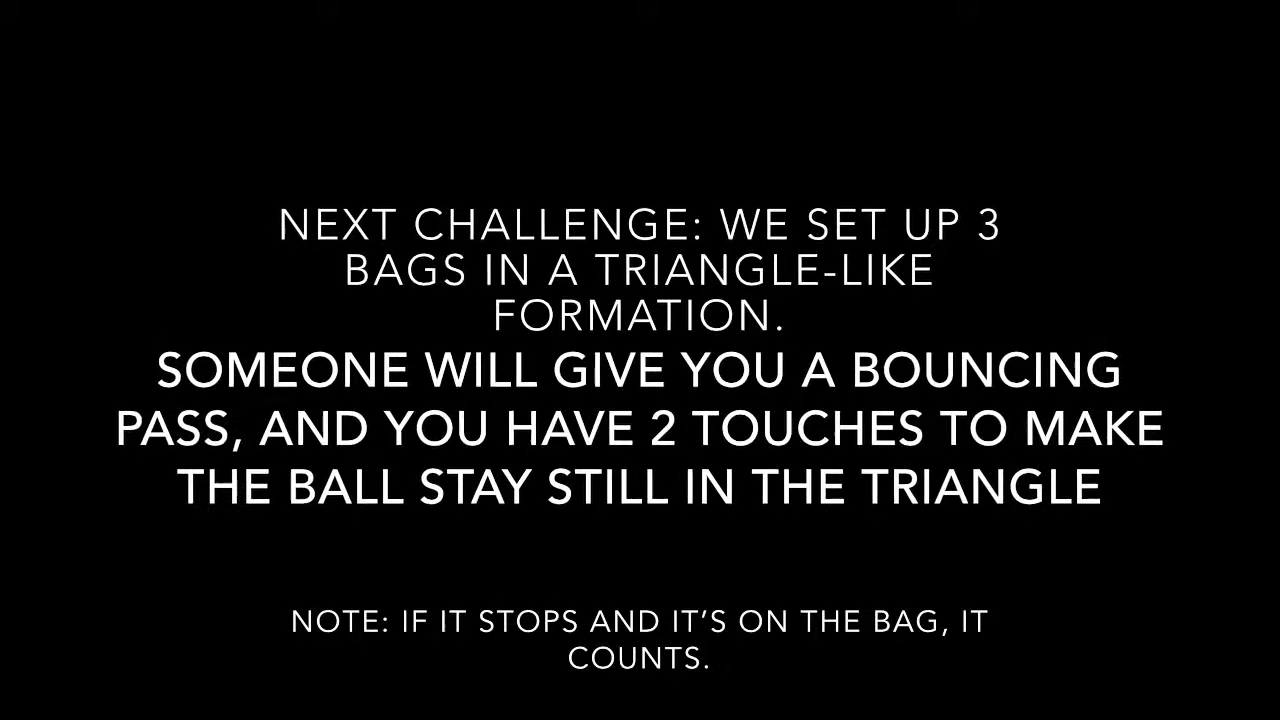 NEXT CHALLENGE: WE SET UP 3
BAGS IN A TRIANGLE-LIKE
FORMATION.
SOMEONE WILL GIVE YOU A BOUNCING
PASS, AND YOU HAVE 2 TOUCHES TO MAKE
THE BALL STAY STILL IN THE TRIANGLE
NOTE: IF IT STOPS AND IT’S ON THE BAG, IT
COUNTS.